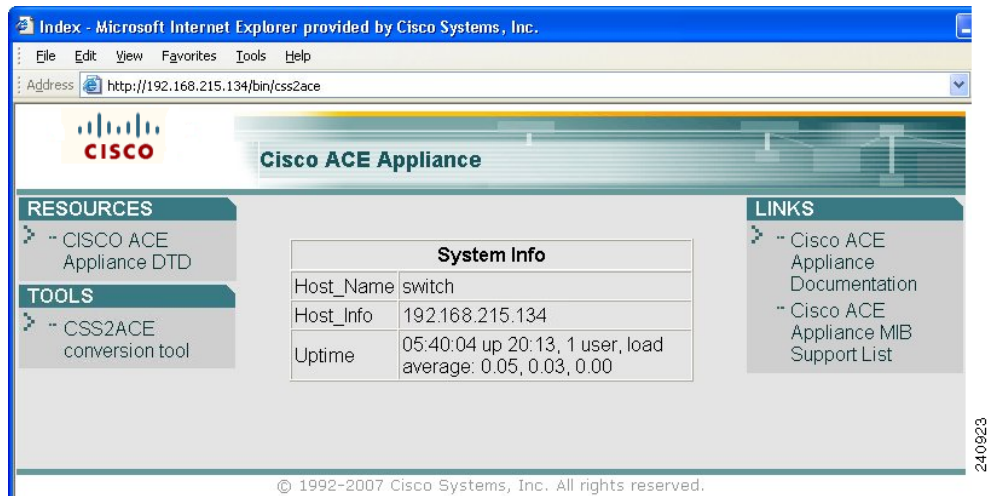 Index - Microsoft Internet Explorer provided by Cisco Systems, Inc.
File Edit View Favorites Tools Help
Address http://192.168.215.134/bin/css2ace
CISCO
Cisco ACE Appliance
RESOURCES
- CISCO ACE
Appliance DTD
TOOLS
- CSS2ACE
conversion tool
System Info
Host_Name switch
Host_Info 192.168.215.134
Uptime 05:40:04 up 20:13, 1 user, load
average: 0.05, 0.03, 0.00
LINKS
- Cisco ACE
Appliance
Documentation
- Cisco ACE
Appliance MIB
Support List
© 1992-2007 Cisco Systems, Inc. All rights reserved.
240923